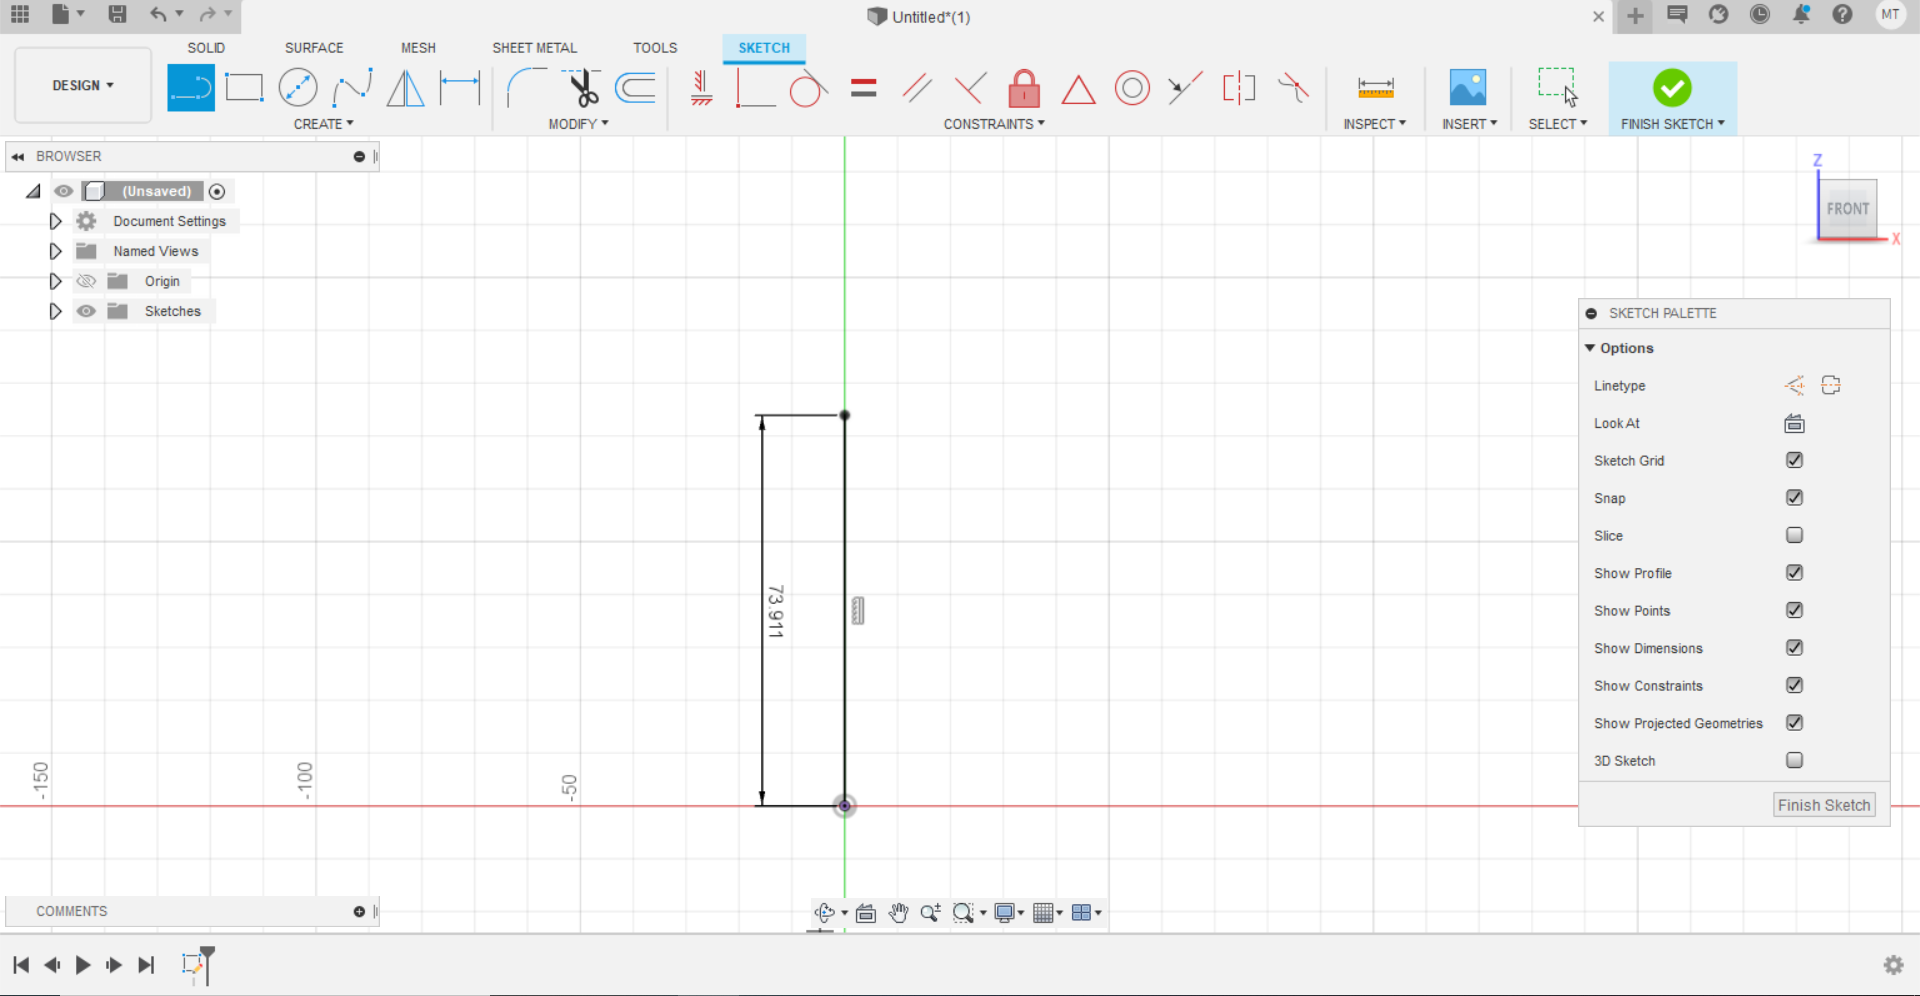 Untitled*(1)
MT
SOLID
SURFACE
MESH
SHEET METAL
TOOLS
SKETCH
DESIGN
CREATE
MODIFY
CONSTRAINTS
INSPECT
INSERT
SELECT
FINISH SKETCH
BROWSER
(Unsaved)
Document Settings
Named Views
Origin
Sketches
Z
FRONT
X
SKETCH PALETTE
Options
Linetype
Look At
Sketch Grid
Snap
Slice
Show Profile
Show Points
Show Dimensions
Show Constraints
Show Projected Geometries
3D Sketch
Finish Sketch
73.911
-150
-100
-50
COMMENTS